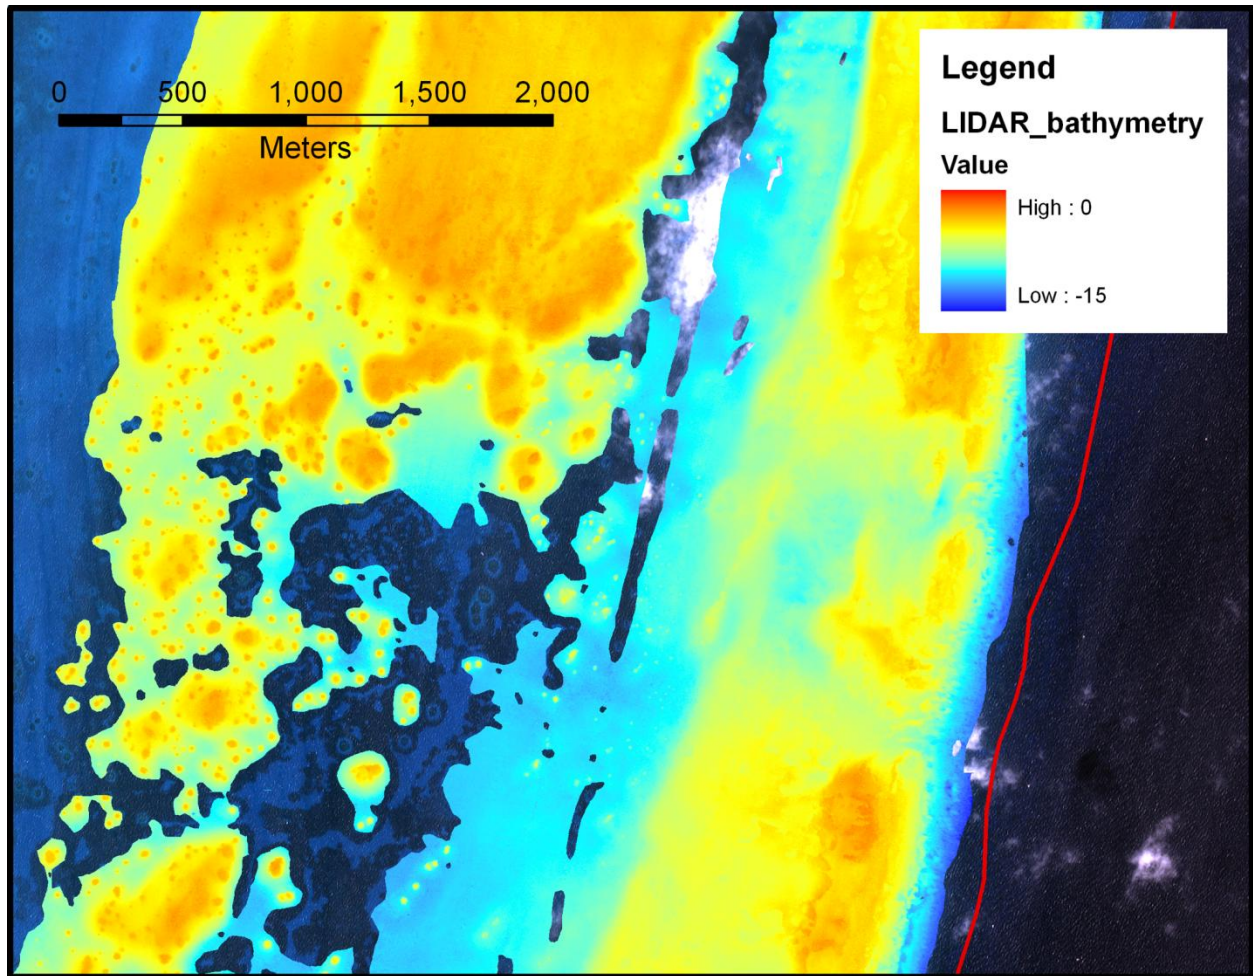 0 500 1,000 1,500 2,000
Meters
Legend
LIDAR_bathymetry
Value
High : 0
Low : -15